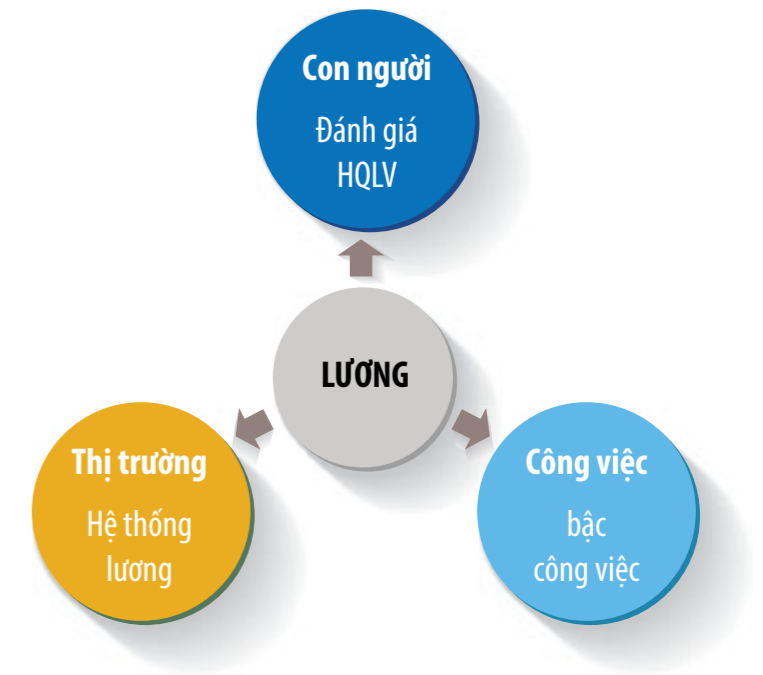 Con người
Đánh giá
HQLV
LƯƠNG
Thị trường
Hệ thống
lương
Công việc
bậc
công việc